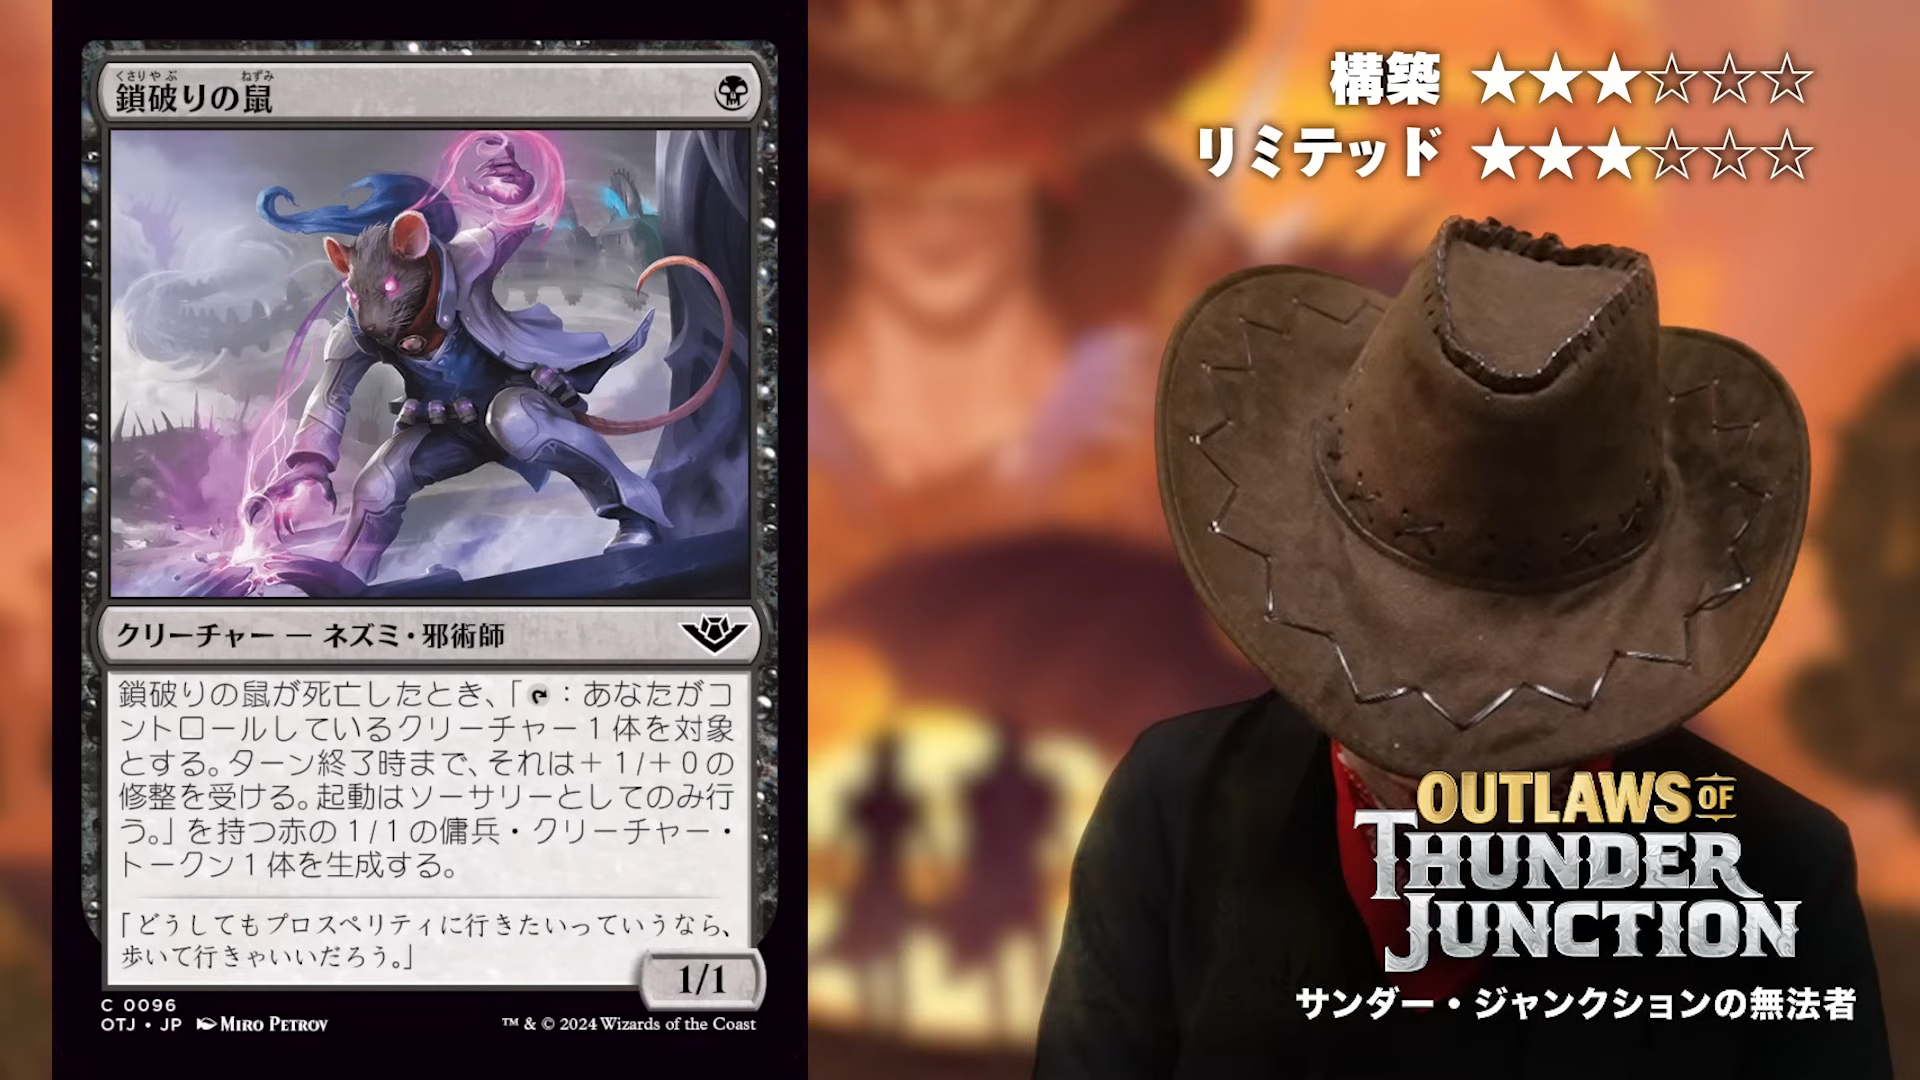 くさりやぶ ねずみ
鎖破りの鼠
クリーチャー — ネズミ・邪術師
鎖破りの鼠が死亡したとき、「：あなたがコ
ントロールしているクリーチャー１体を対象
とする。ターン終了時まで、それは＋１/＋０の
修整を受ける。起動はソーサリーとしてのみ行
う。」を持つ赤の１/１の傭兵・クリーチャー・
トークン１体を生成する。
「どうしてもプロスペリティに行きたいっていうなら、
歩いて行きゃいいだろう。」
1/1
C 0096
OTJ • JP MIRO PETROV
™ & © 2024 Wizards of the Coast
構築 ★★★☆☆☆
リミテッド ★★★☆☆☆
OUTLAWS OF
THUNDER
JUNCTION
サンダー・ジャンクションの無法者